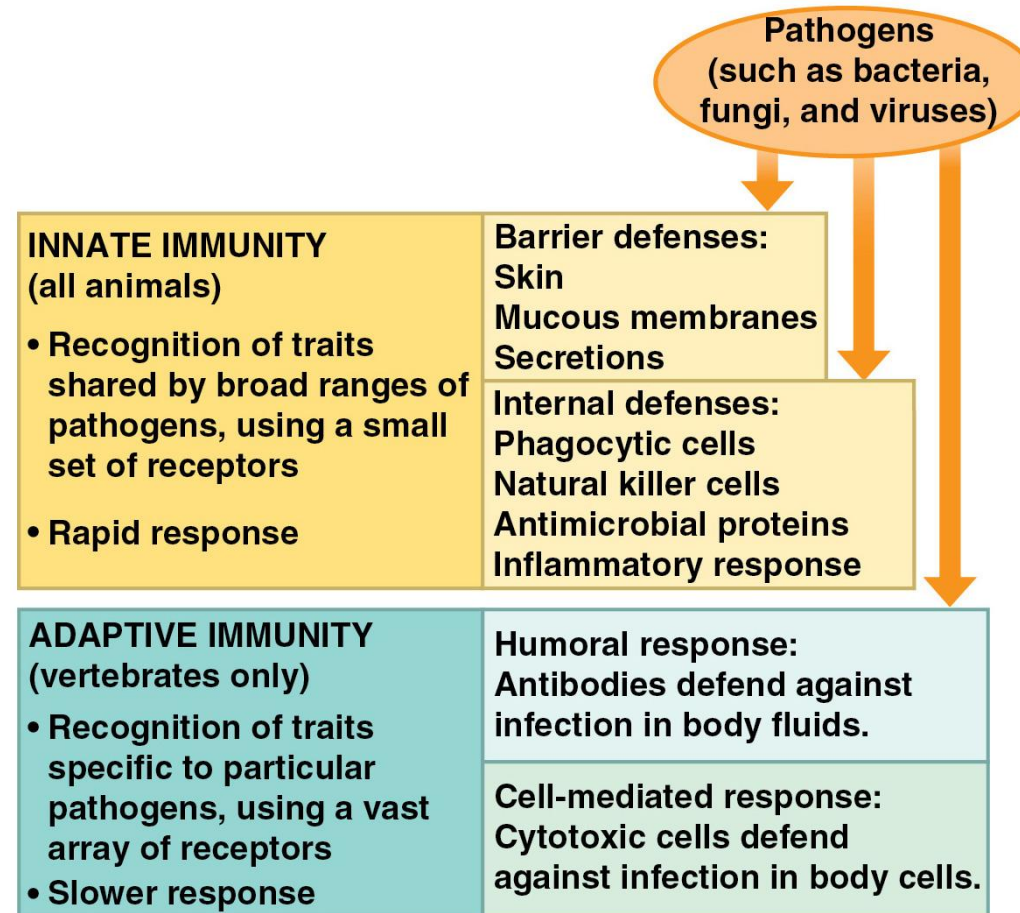 Pathogens
(such as bacteria,
fungi, and viruses)
INNATE IMMUNITY
(all animals)
• Recognition of traits
shared by broad ranges of
pathogens, using a small
set of receptors
• Rapid response
Barrier defenses:
Skin
Mucous membranes
Secretions
Internal defenses:
Phagocytic cells
Natural killer cells
Antimicrobial proteins
Inflammatory response
ADAPTIVE IMMUNITY
(vertebrates only)
• Recognition of traits
specific to particular
pathogens, using a vast
array of receptors
• Slower response
Humoral response:
Antibodies defend against
infection in body fluids.
Cell-mediated response:
Cytotoxic cells defend
against infection in body cells.